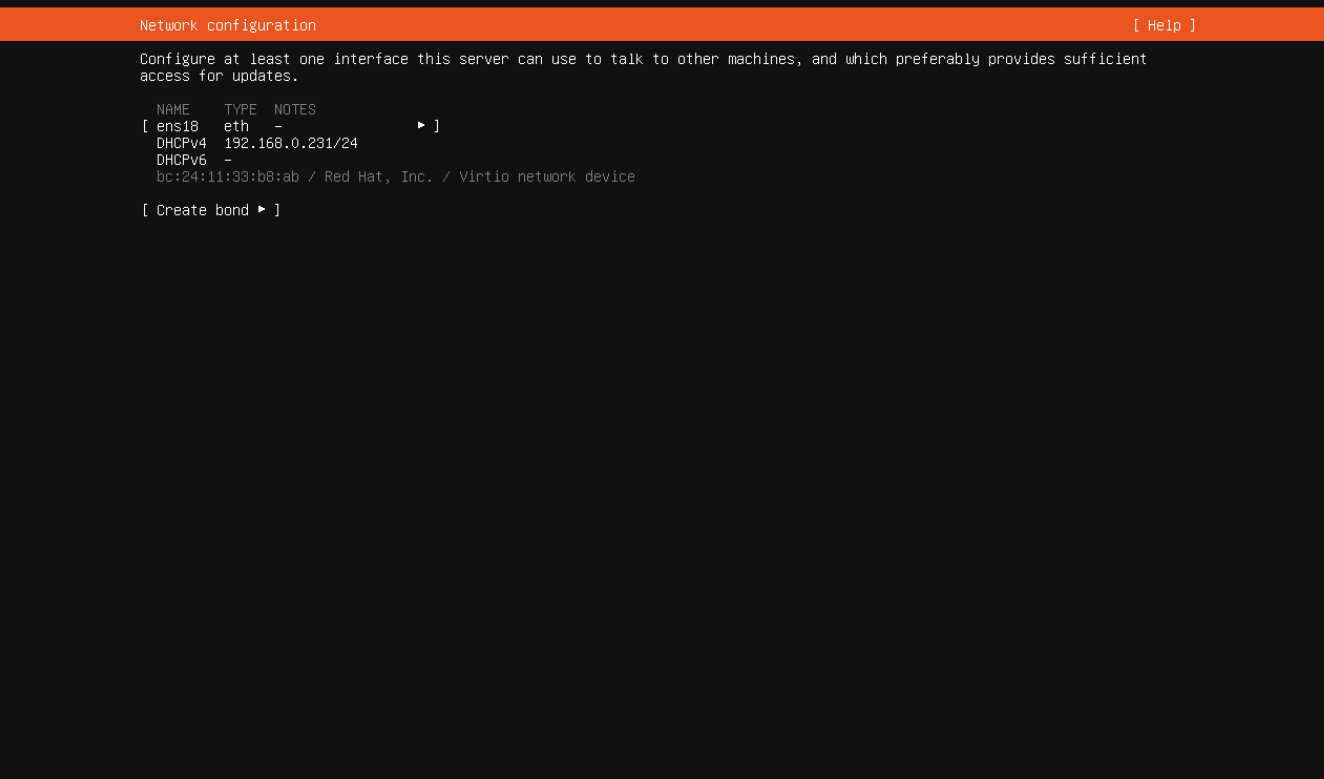 Network configuration [ Help ]
Configure at least one interface this server can use to talk to other machines, and which preferably provides sufficient
access for updates.
NAME TYPE NOTES
[ ens18 eth - ▸ ]
DHCPv4 192.168.0.231/24
DHCPv6 -
bc:24:11:33:b8:ab / Red Hat, Inc. / Virtio network device
[ Create bond ▸ ]